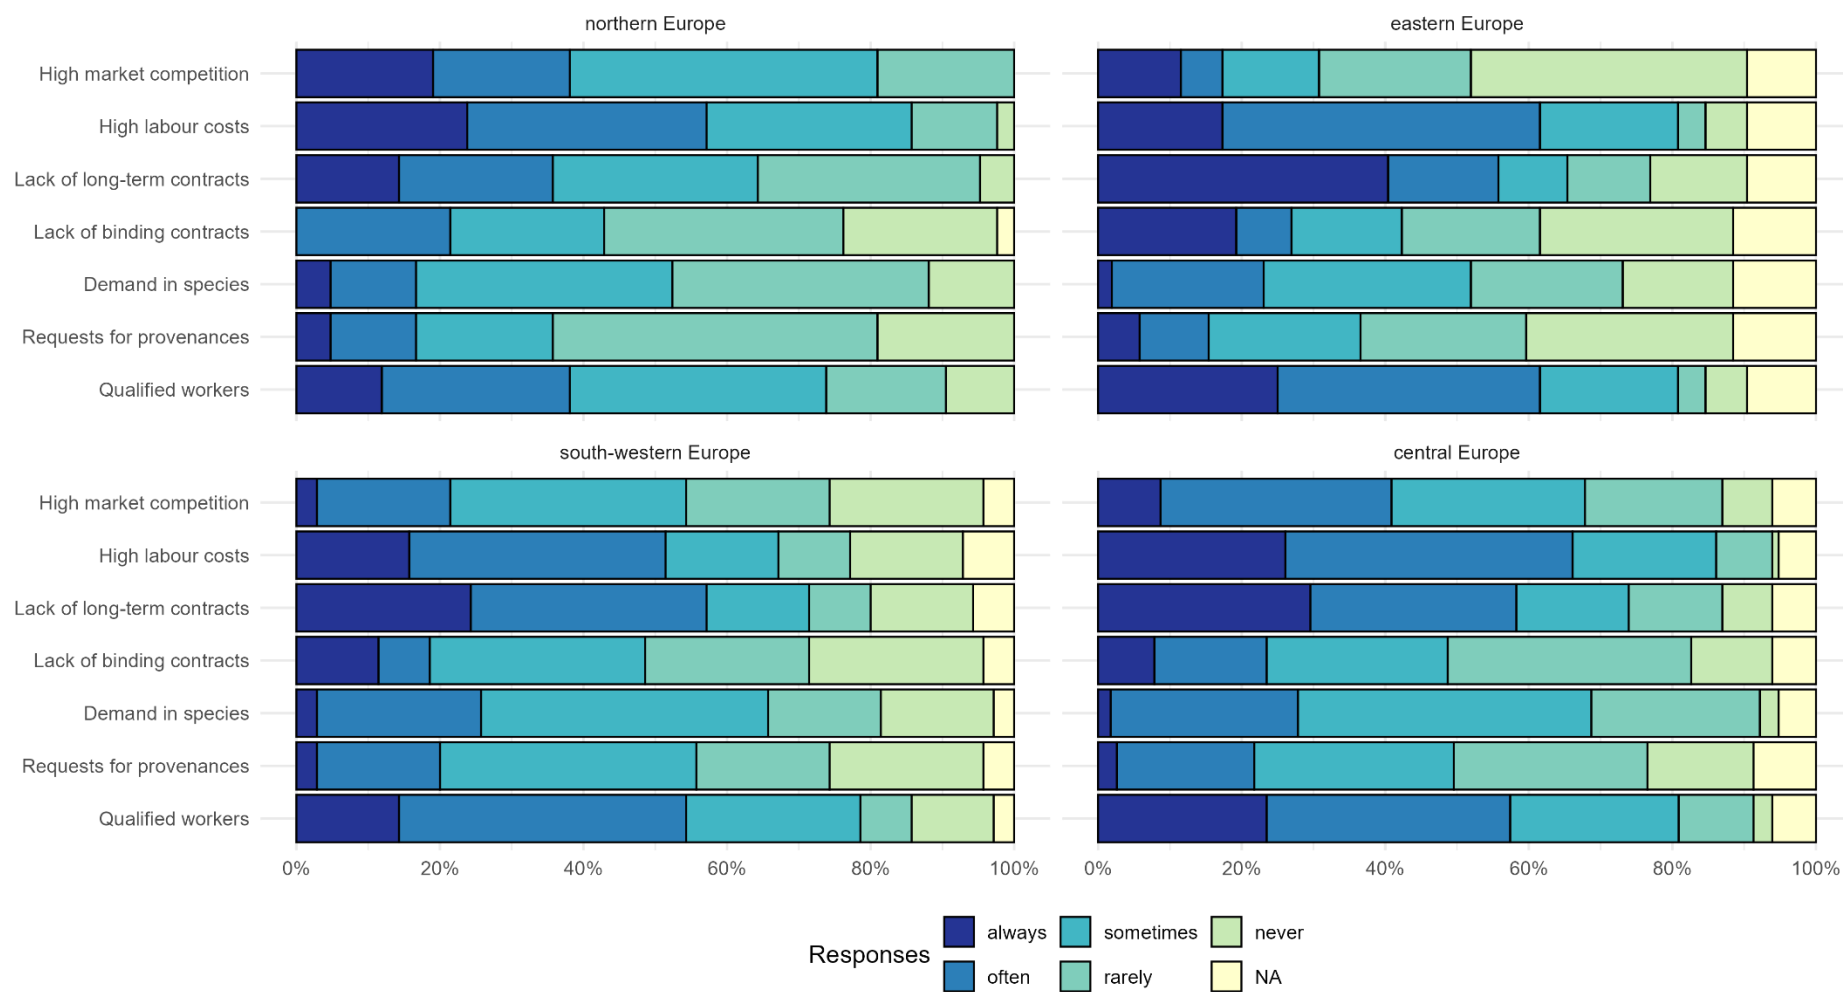 northern Europe
eastern Europe
High market competition
High labour costs
Lack of long-term contracts
Lack of binding contracts
Demand in species
Requests for provenances
Qualified workers
south-western Europe
central Europe
High market competition
High labour costs
Lack of long-term contracts
Lack of binding contracts
Demand in species
Requests for provenances
Qualified workers
0% 20% 40% 60% 80% 100%
0% 20% 40% 60% 80% 100%
Responses
always sometimes never
often rarely NA